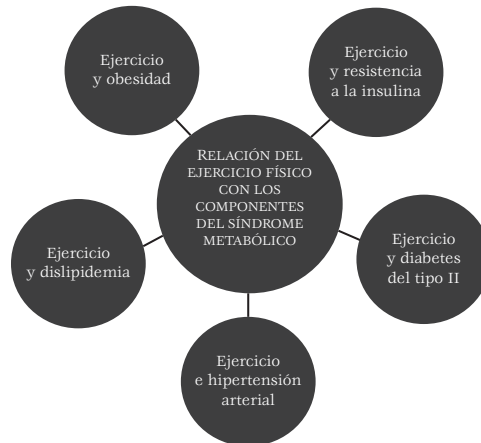 Ejercicio
y obesidad
Ejercicio
y resistencia
a la insulina
RELACIÓN DEL
EJERCICIO FÍSICO
CON LOS
COMPONENTES
DEL SÍNDROME
METABÓLICO
Ejercicio
y dislipidemia
Ejercicio
y diabetes
del tipo II
Ejercicio
e hipertensión
arterial